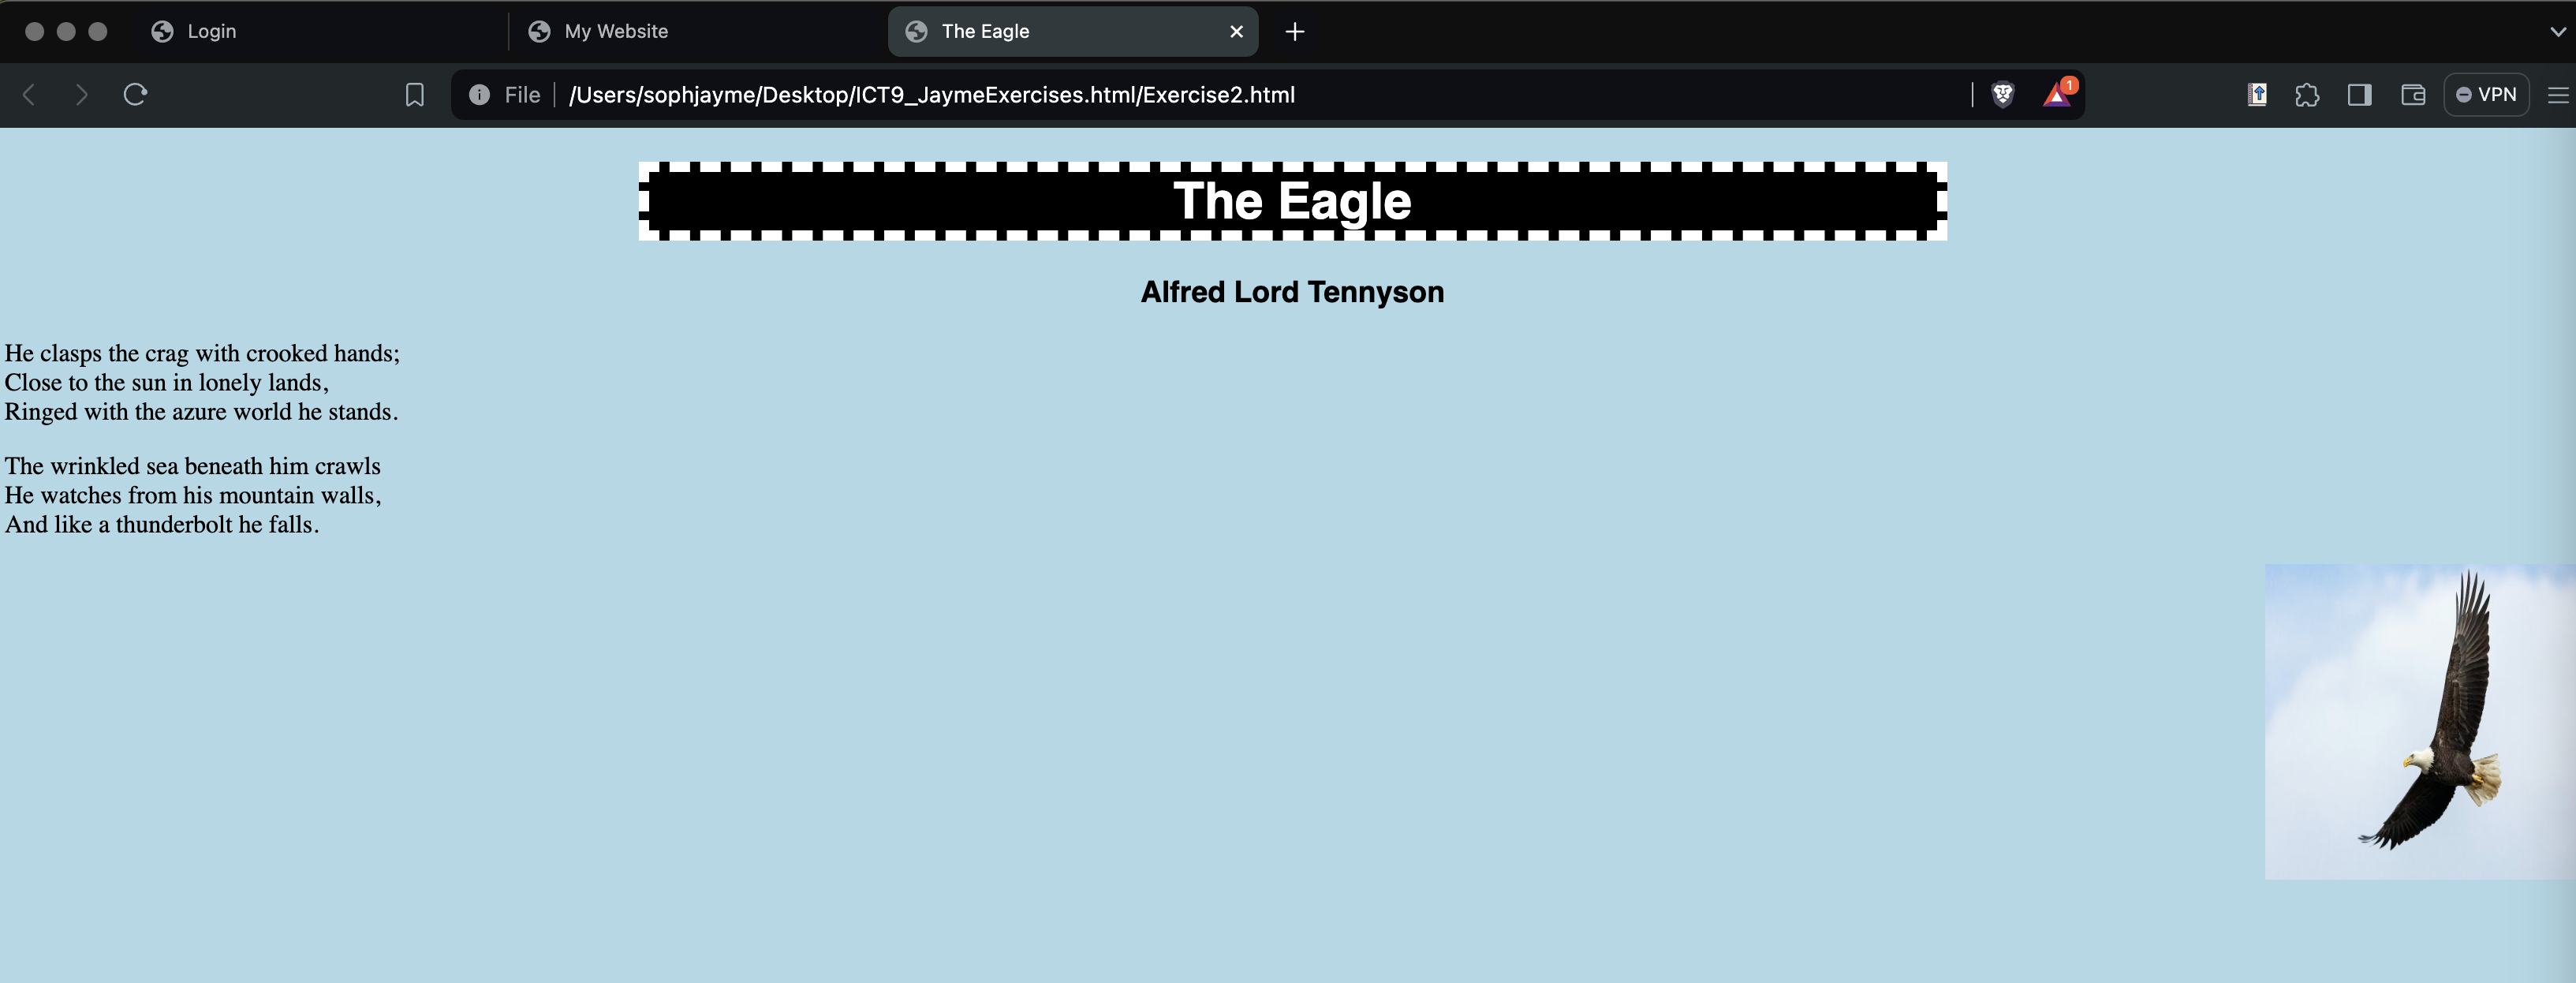 Login
My Website
The Eagle
File
/Users/sophjayme/Desktop/ICT9_JaymeExercises.html/Exercise2.html
1
VPN
The Eagle
Alfred Lord Tennyson
He clasps the crag with crooked hands;
Close to the sun in lonely lands,
Ringed with the azure world he stands.
The wrinkled sea beneath him crawls
He watches from his mountain walls,
And like a thunderbolt he falls.